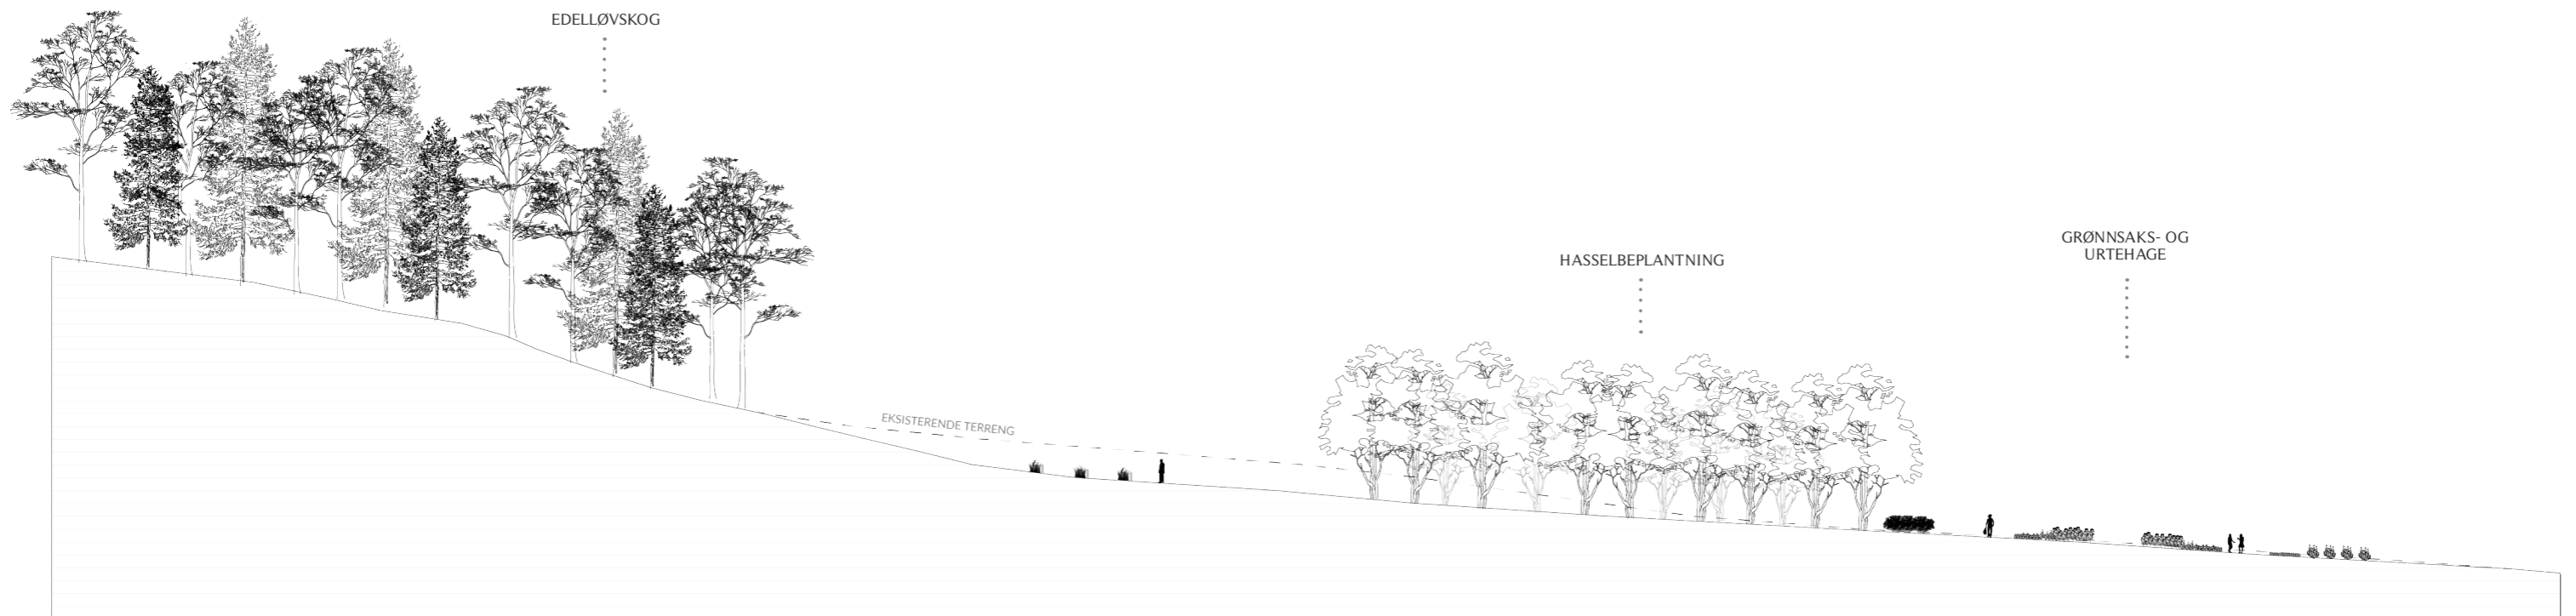 EDELLØVSKOG
EKSISTERENDE TERRENG
HASSELBEPLANTNING
GRØNNSAKS- OG
URTEHAGE